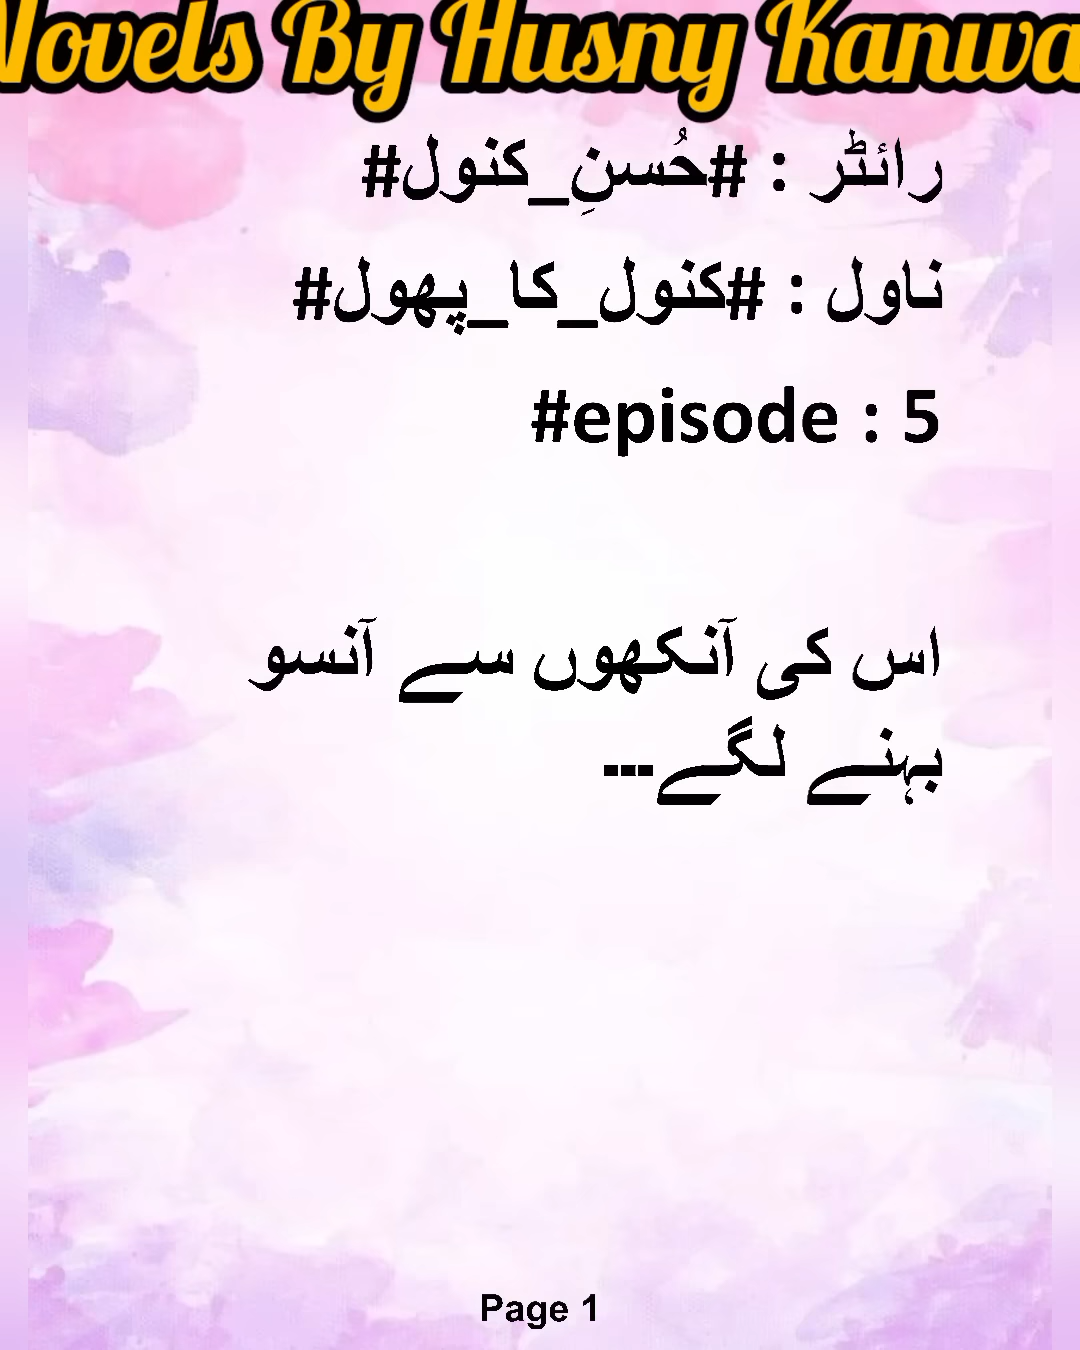 Novels By Husny Kanwa
رائٹر : #حُسنِ_کنول#
ناول : #کنول_کا_پھول#
#episode : 5
اس کی آنکھوں سے آنسو
بہنے لگے---
Page 1